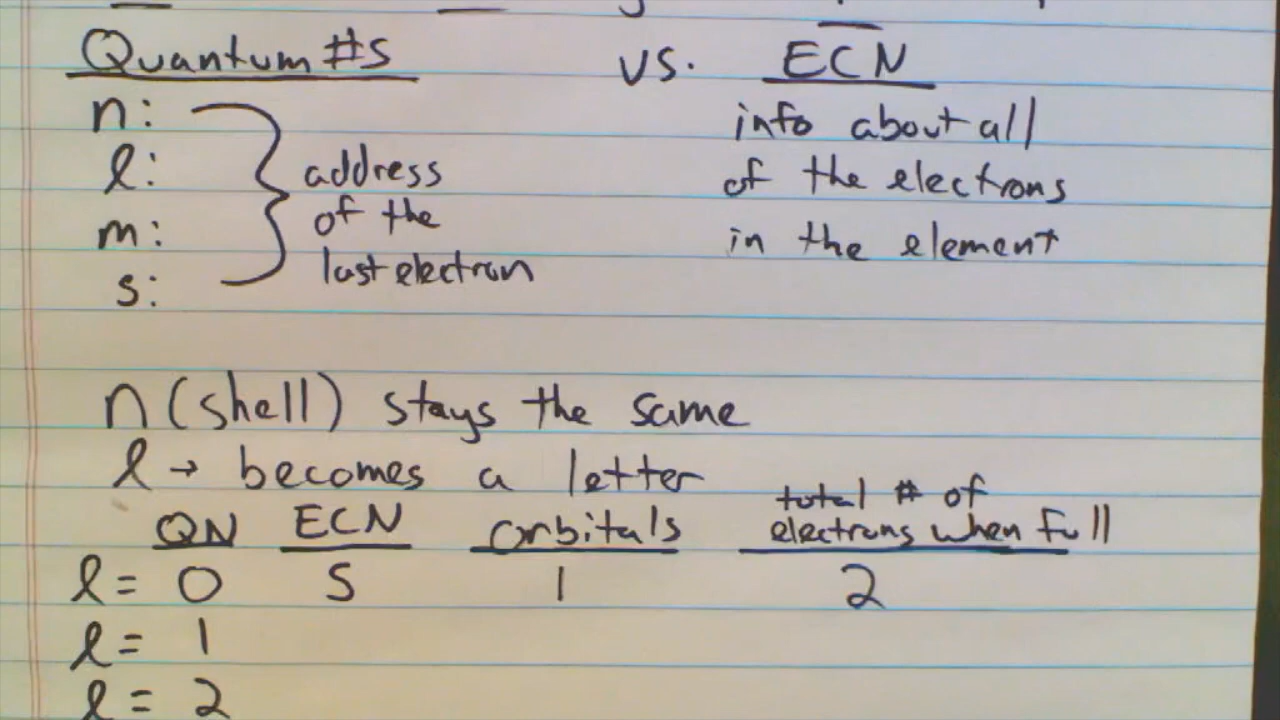 Quantum #s vs. ECN
n: info about all
l: address of the electrons
m: of the in the element
s: last electron
n (shell) stays the same
l → becomes a letter
QN ECN orbitals total # of electrons when full
l = 0 S 1 2
l = 1
l = 2